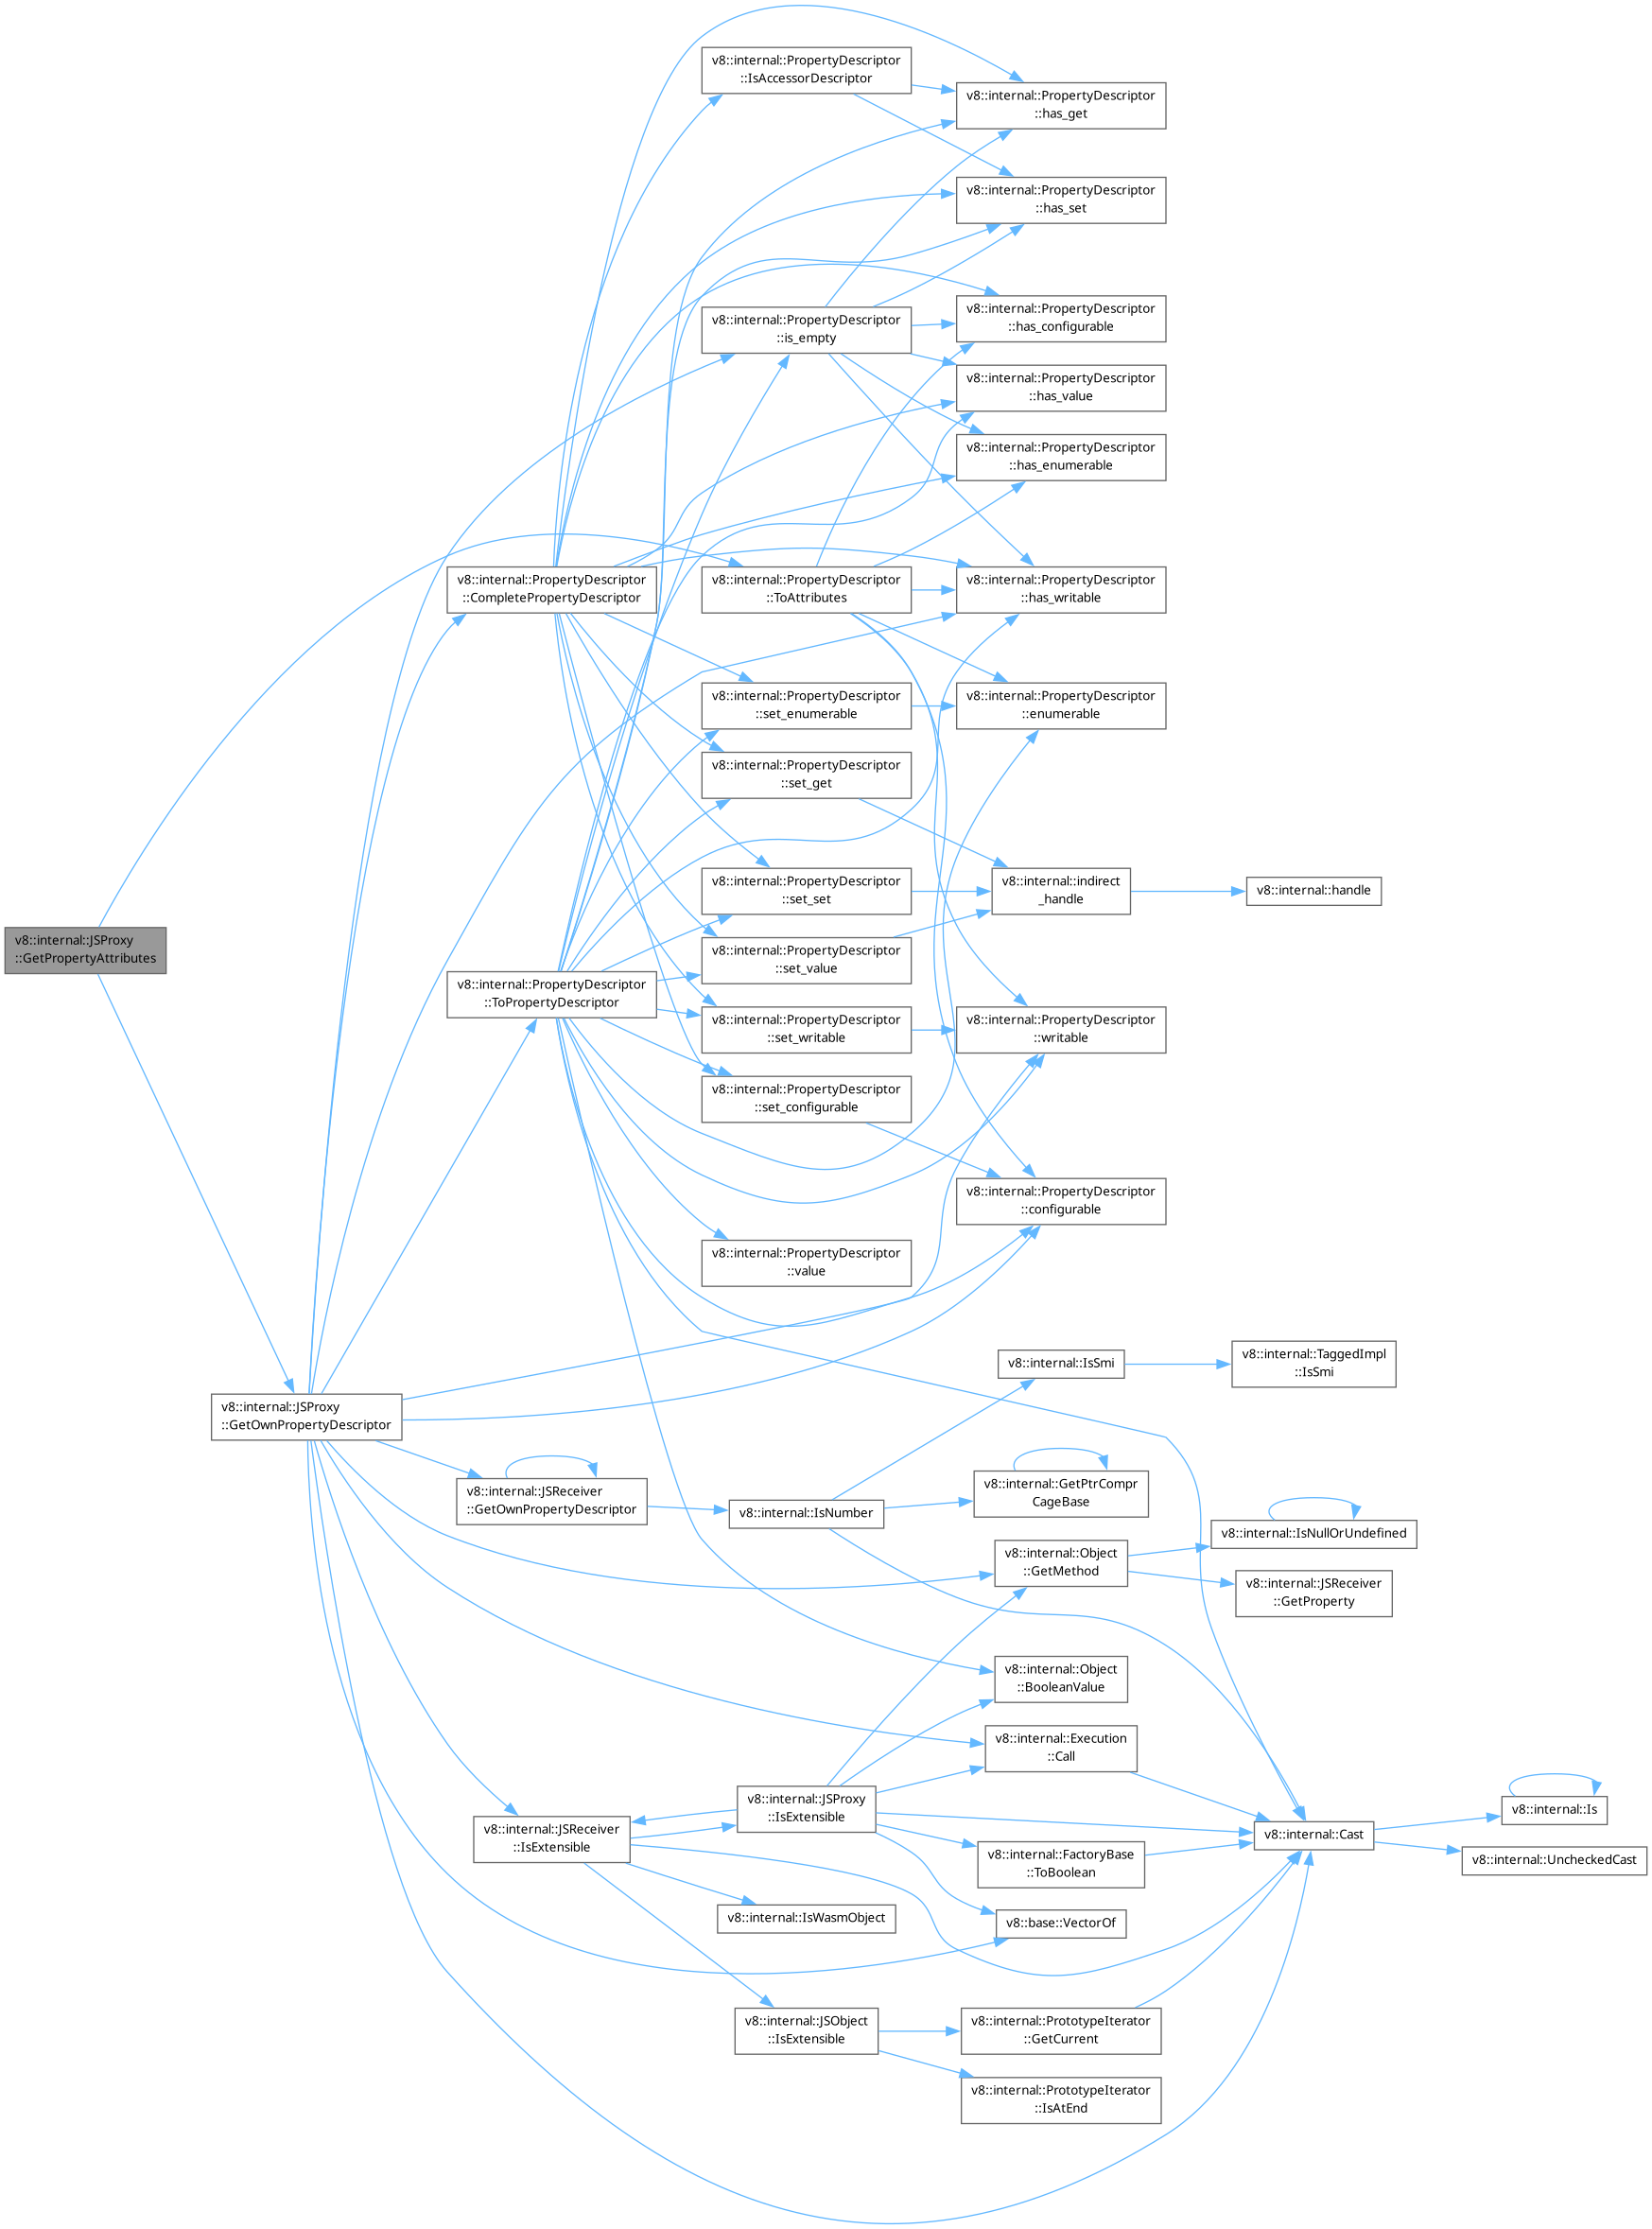 v8::internal::PropertyDescriptor
::IsAccessorDescriptor
v8::internal::PropertyDescriptor
::has_get
v8::internal::PropertyDescriptor
::has_set
v8::internal::PropertyDescriptor
::is_empty
v8::internal::PropertyDescriptor
::has_configurable
v8::internal::PropertyDescriptor
::has_value
v8::internal::PropertyDescriptor
::has_enumerable
v8::internal::PropertyDescriptor
::CompletePropertyDescriptor
v8::internal::PropertyDescriptor
::ToAttributes
v8::internal::PropertyDescriptor
::has_writable
v8::internal::PropertyDescriptor
::set_enumerable
v8::internal::PropertyDescriptor
::enumerable
v8::internal::PropertyDescriptor
::set_get
v8::internal::PropertyDescriptor
::set_set
v8::internal::indirect
_handle
v8::internal::handle
v8::internal::JSProxy
::GetPropertyAttributes
v8::internal::PropertyDescriptor
::set_value
v8::internal::PropertyDescriptor
::ToPropertyDescriptor
v8::internal::PropertyDescriptor
::set_writable
v8::internal::PropertyDescriptor
::writable
v8::internal::PropertyDescriptor
::set_configurable
v8::internal::PropertyDescriptor
::configurable
v8::internal::PropertyDescriptor
::value
v8::internal::IsSmi
v8::internal::TaggedImpl
::IsSmi
v8::internal::JSProxy
::GetOwnPropertyDescriptor
v8::internal::JSReceiver
::GetOwnPropertyDescriptor
v8::internal::IsNumber
v8::internal::GetPtrCompr
CageBase
v8::internal::IsNullOrUndefined
v8::internal::Object
::GetMethod
v8::internal::JSReceiver
::GetProperty
v8::internal::Object
::BooleanValue
v8::internal::Execution
::Call
v8::internal::JSProxy
::IsExtensible
v8::internal::Is
v8::internal::JSReceiver
::IsExtensible
v8::internal::Cast
v8::internal::FactoryBase
::ToBoolean
v8::internal::UncheckedCast
v8::internal::IsWasmObject
v8::base::VectorOf
v8::internal::JSObject
::IsExtensible
v8::internal::PrototypeIterator
::GetCurrent
v8::internal::PrototypeIterator
::IsAtEnd